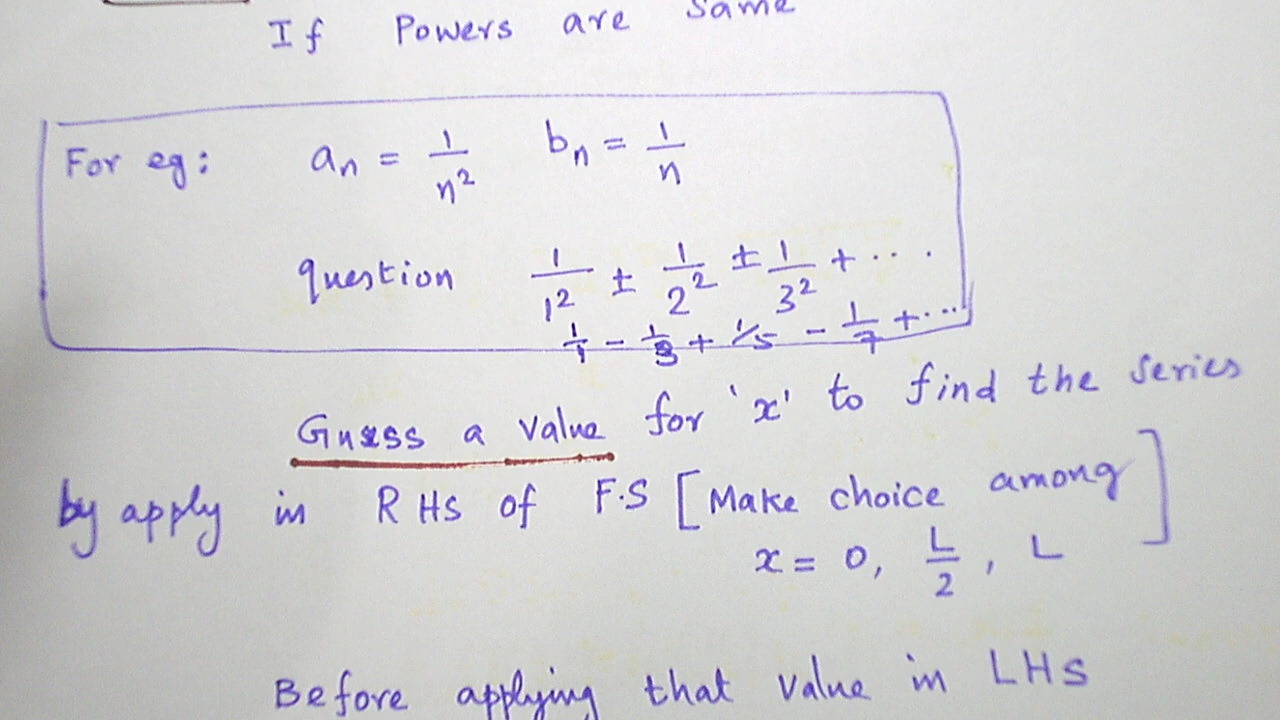 If Powers are same
For eg: aₙ = 1/n² bₙ = 1/n
question 1/1² ± 1/2² ± 1/3² + ....
1/1 - 1/3 + 1/5 - 1/7 + ....
Guess a value for 'x' to find the series
by apply in RHS of F.S [Make choice among
x = 0, L/2, L]
Before applying that value in LHS